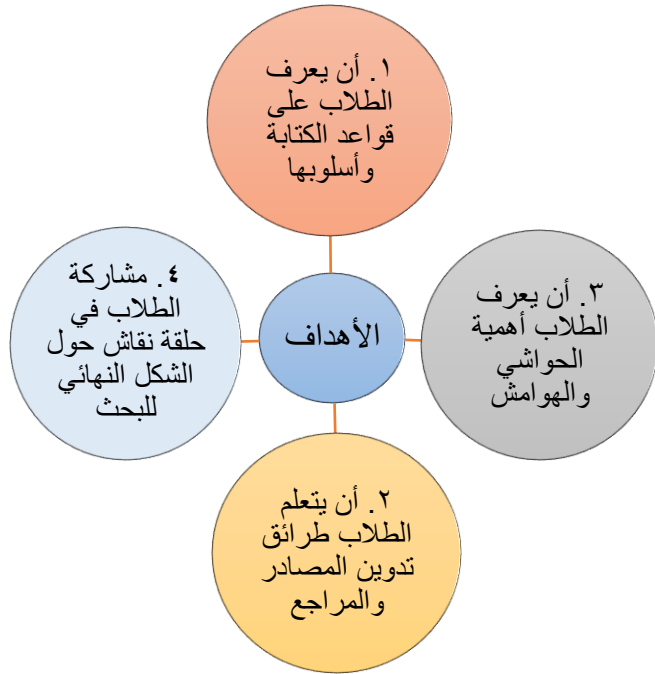 ١. أن يعرف
الطلاب على
قواعد الكتابة
وأسلوبها
٣. أن يعرف
الطلاب أهمية
الحواشي
والهوامش
الأهداف
٤. مشاركة
الطلاب في
حلقة نقاش حول
الشكل النهائي
للبحث
٢. أن يتعلم
الطلاب طرائق
تدوين المصادر
والمراجع